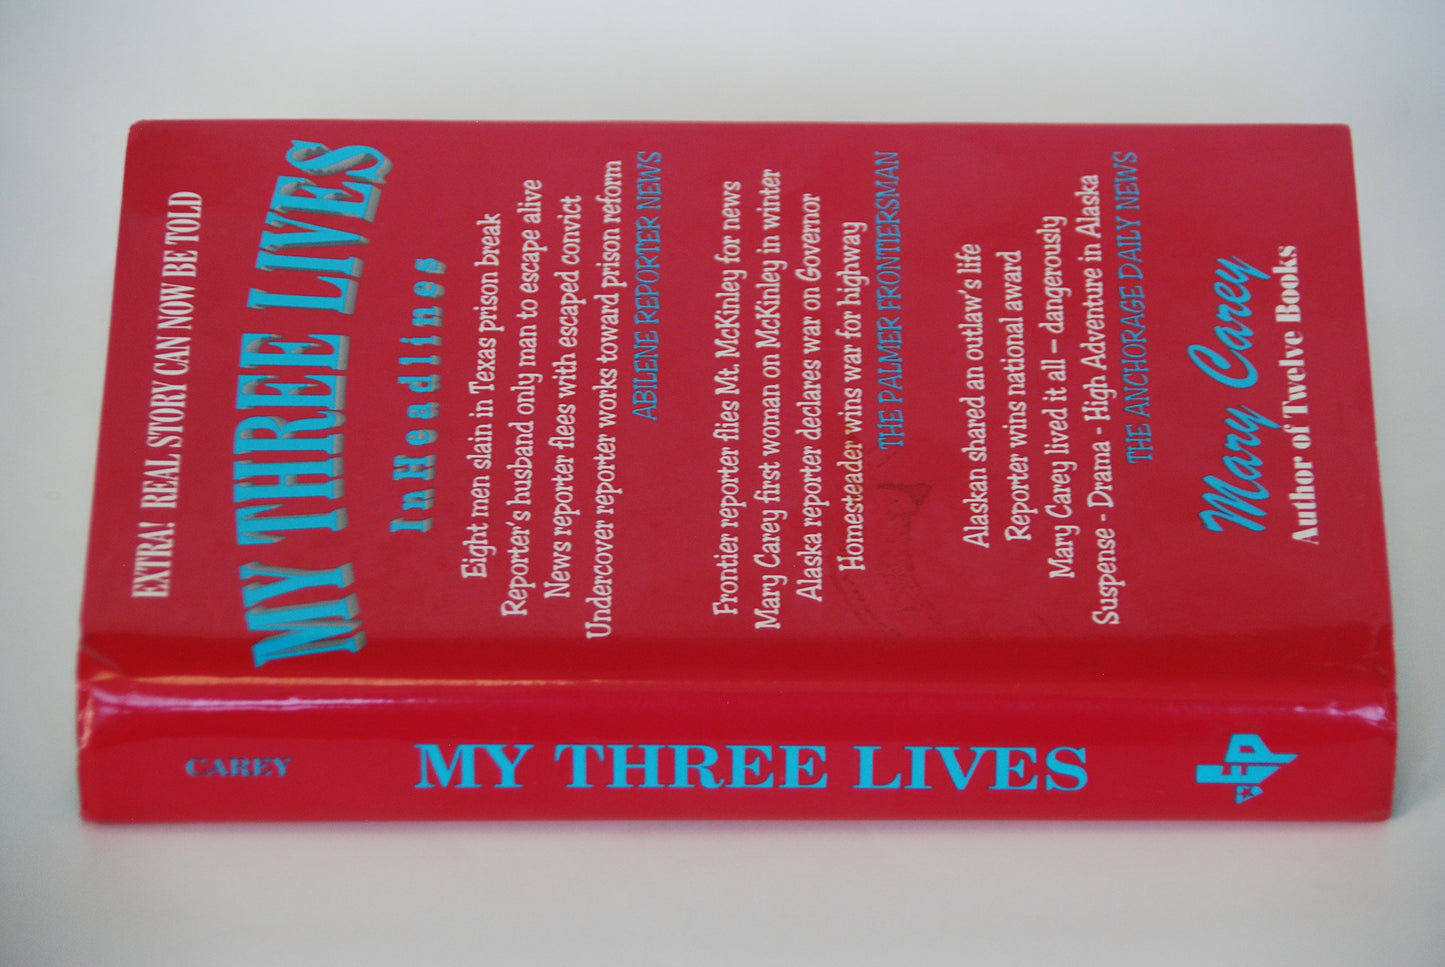 EXTRA! REAL STORY CAN NOW BE TOLD
MY THREE LIVES
In Headlines
Eight men slain in Texas prison break
Reporter's husband only man to escape alive
News reporter flees with escaped convict
Undercover reporter works toward prison reform
ABILENE REPORTER NEWS
Frontier reporter flies Mt. McKinley for news
Mary Carey first woman on McKinley in winter
Alaska reporter declares war on Governor
Homesteader wins war for highway
THE PALMER FRONTIERSMAN
Alaskan shared an outlaw's life
Reporter wins national award
Mary Carey lived it all – dangerously
Suspense - Drama - High Adventure in Alaska
THE ANCHORAGE DAILY NEWS
Mary Carey
Author of Twelve Books
CAREY
MY THREE LIVES
EP